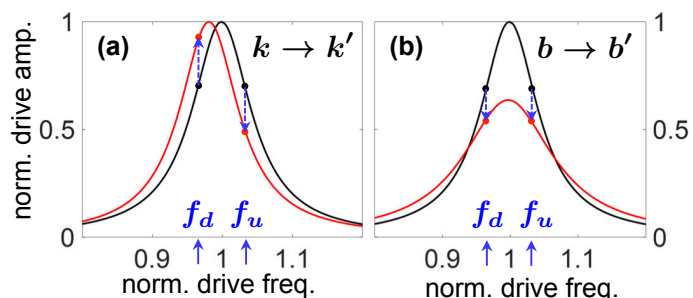 (a) k → k′
(b) b → b′
norm. drive amp.
1
0.5
0
f_d f_u
0.9 1 1.1
norm. drive freq.
f_d f_u
0.9 1 1.1
norm. drive freq.
1
0.5
0